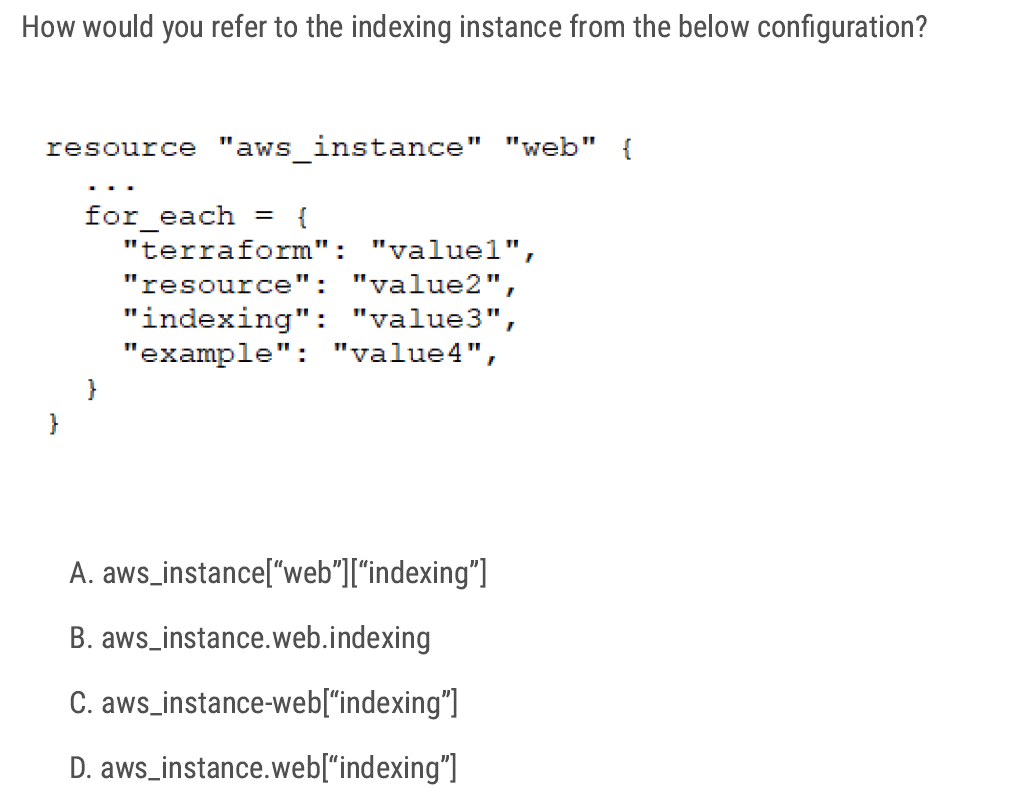 How would you refer to the indexing instance from the below configuration?
resource "aws_instance" "web" {
...
for_each = {
"terraform": "value1",
"resource": "value2",
"indexing": "value3",
"example": "value4",
}
}
A. aws_instance[“web”][“indexing”]
B. aws_instance.web.indexing
C. aws_instance-web[“indexing”]
D. aws_instance.web[“indexing”]